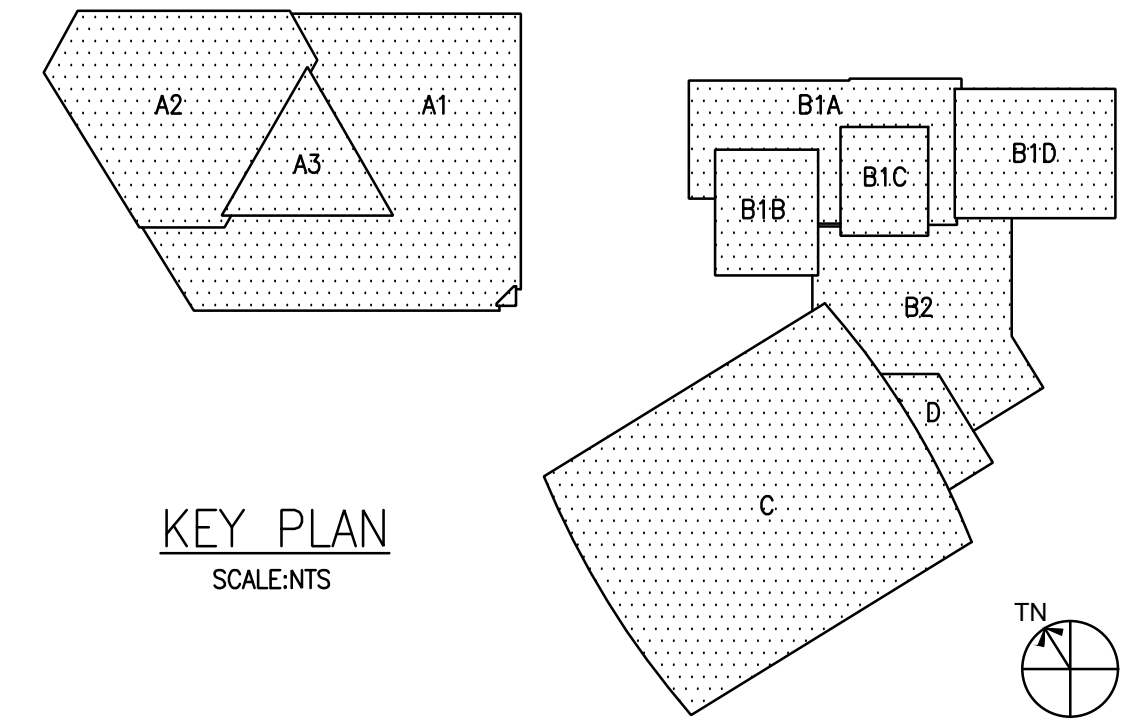 A2
A1
A3
B1A
B1D
B1C
B1B
B2
D
C
KEY PLAN
SCALE:NTS
TN